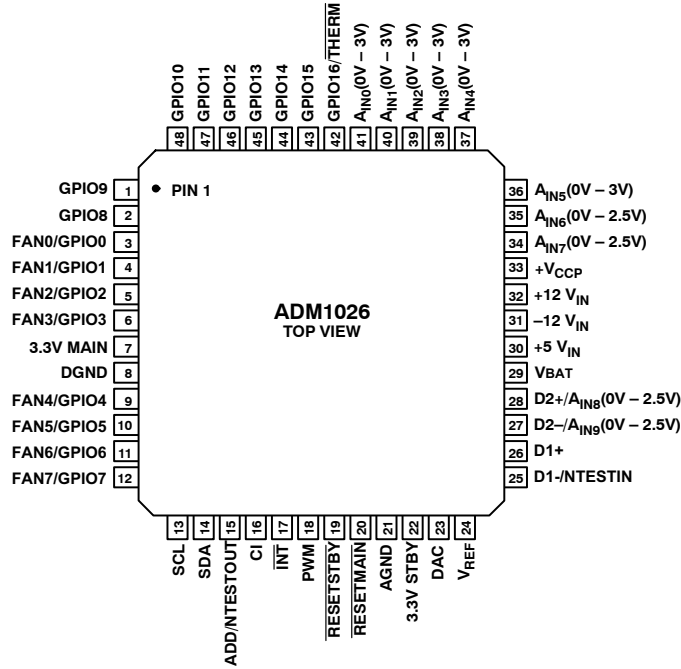 GPIO10
GPIO11
GPIO12
GPIO13
GPIO14
GPIO15
GPIO16/THERM
AIN0(0V – 3V)
AIN1(0V – 3V)
AIN2(0V – 3V)
AIN3(0V – 3V)
AIN4(0V – 3V)
48
47
46
45
44
43
42
41
40
39
38
37
GPIO9 1
GPIO8 2
FAN0/GPIO0 3
FAN1/GPIO1 4
FAN2/GPIO2 5
FAN3/GPIO3 6
3.3V MAIN 7
DGND 8
FAN4/GPIO4 9
FAN5/GPIO5 10
FAN6/GPIO6 11
FAN7/GPIO7 12
PIN 1
ADM1026
TOP VIEW
36 AIN5(0V – 3V)
35 AIN6(0V – 2.5V)
34 AIN7(0V – 2.5V)
33 +VCCP
32 +12 VIN
31 –12 VIN
30 +5 VIN
29 VBAT
28 D2+/AIN8(0V – 2.5V)
27 D2–/AIN9(0V – 2.5V)
26 D1+
25 D1-/NTESTIN
13
14
15
16
17
18
19
20
21
22
23
24
SCL
SDA
ADD/NTESTOUT
CI
INT
PWM
RESETSTBY
RESETMAIN
AGND
3.3V STBY
DAC
VREF